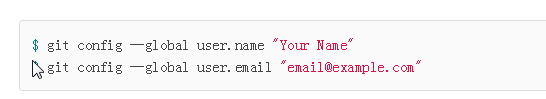 $ git config --global user.name "Your Name"
git config --global user.email "email@example.com"